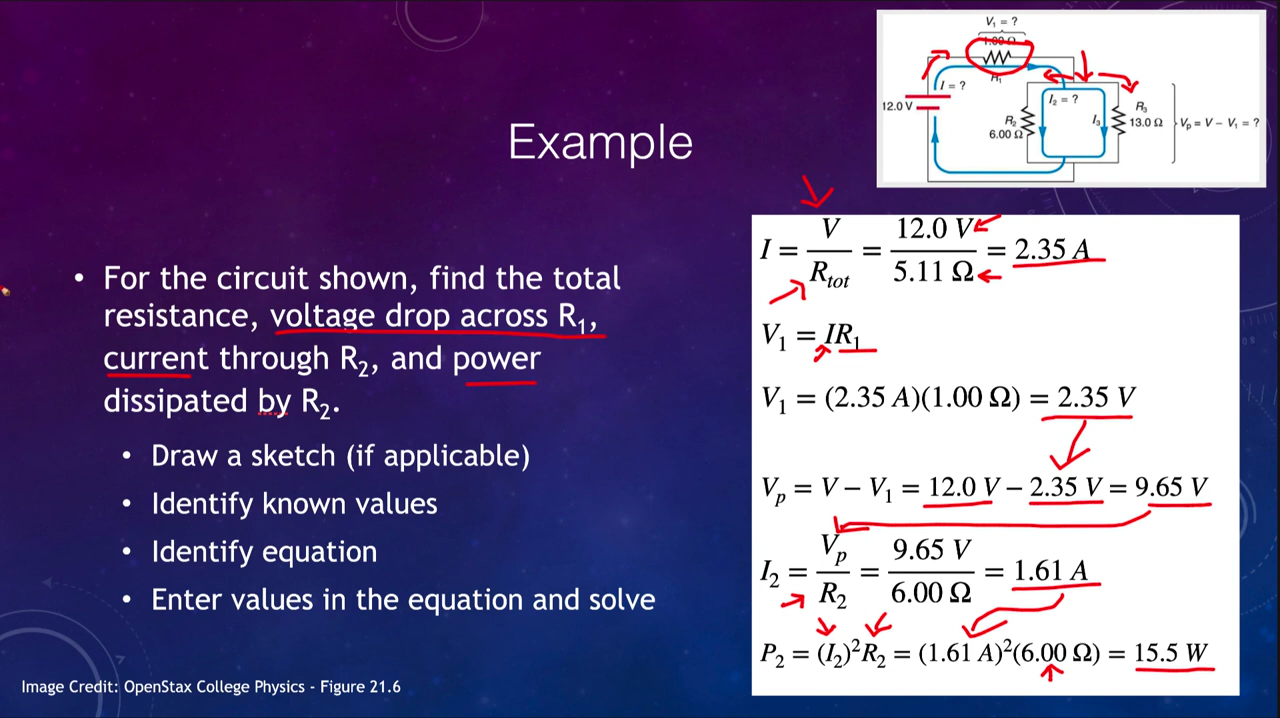 Example
• For the circuit shown, find the total
resistance, voltage drop across R₁,
current through R₂, and power
dissipated by R₂.
• Draw a sketch (if applicable)
• Identify known values
• Identify equation
• Enter values in the equation and solve
Image Credit: OpenStax College Physics - Figure 21.6
V₁ = ?
1.00 Ω
R₁
I = ?
12.0 V
I₂ = ?
R₂
6.00 Ω
I₃
R₃
13.0 Ω
Vₚ = V – V₁ = ?
I = V/Rₜₒₜ = 12.0 V/5.11 Ω = 2.35 A
V₁ = IR₁
V₁ = (2.35 A)(1.00 Ω) = 2.35 V
Vₚ = V − V₁ = 12.0 V − 2.35 V = 9.65 V
I₂ = Vₚ/R₂ = 9.65 V/6.00 Ω = 1.61 A
P₂ = (I₂)²R₂ = (1.61 A)²(6.00 Ω) = 15.5 W